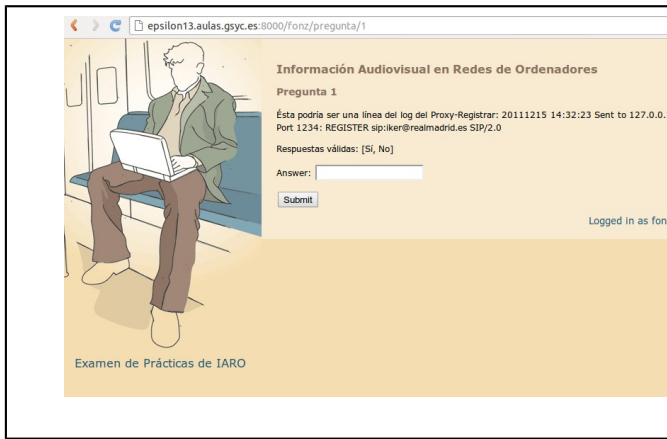 epsilon13.aulas.gsyc.es:8000/fonz/pregunta/1
Información Audiovisual en Redes de Ordenadores
Pregunta 1
Ésta podría ser una línea del log del Proxy-Registrar: 20111215 14:32:23 Sent to 127.0.0.
Port 1234: REGISTER sip:iker@realmadrid.es SIP/2.0
Respuestas válidas: [Sí, No]
Answer:
Submit
Logged in as fon
Examen de Prácticas de IARO